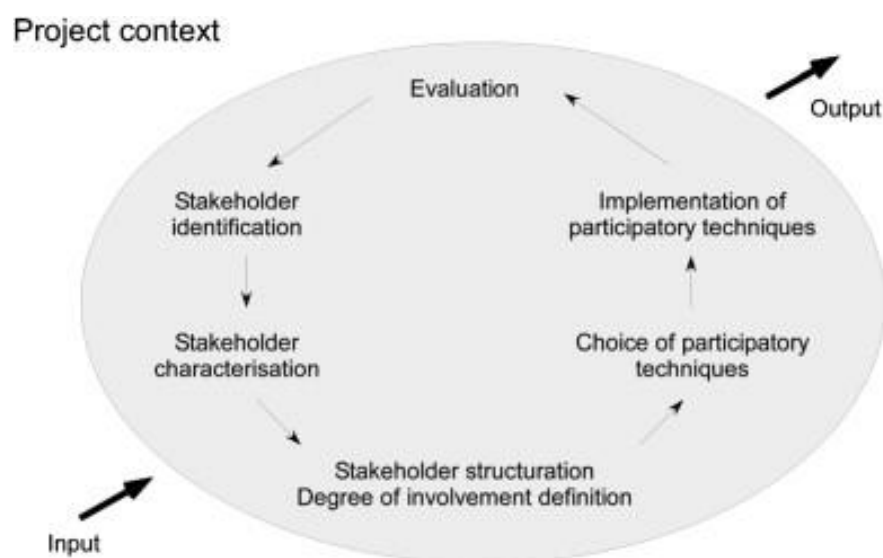 Project context
Evaluation
Output
Stakeholder
identification
Implementation of
participatory techniques
Stakeholder
characterisation
Choice of participatory
techniques
Stakeholder structuration
Degree of involvement definition
Input